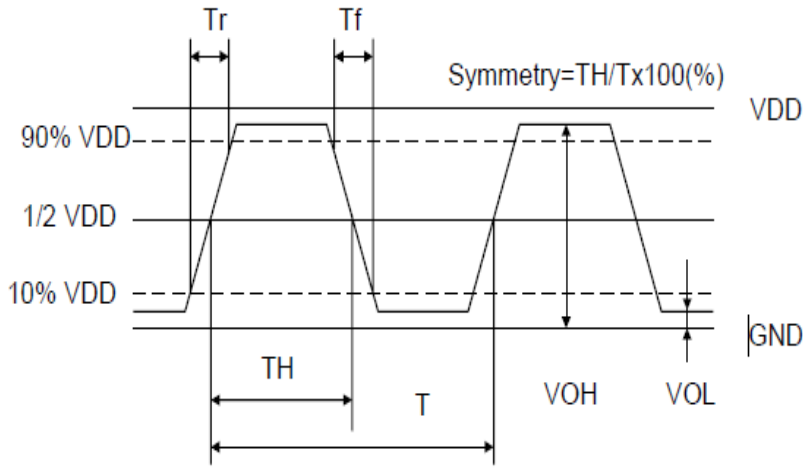 Tr
Tf
Symmetry=TH/Tx100(%)
VDD
90% VDD
1/2 VDD
10% VDD
GND
TH
T
VOH
VOL